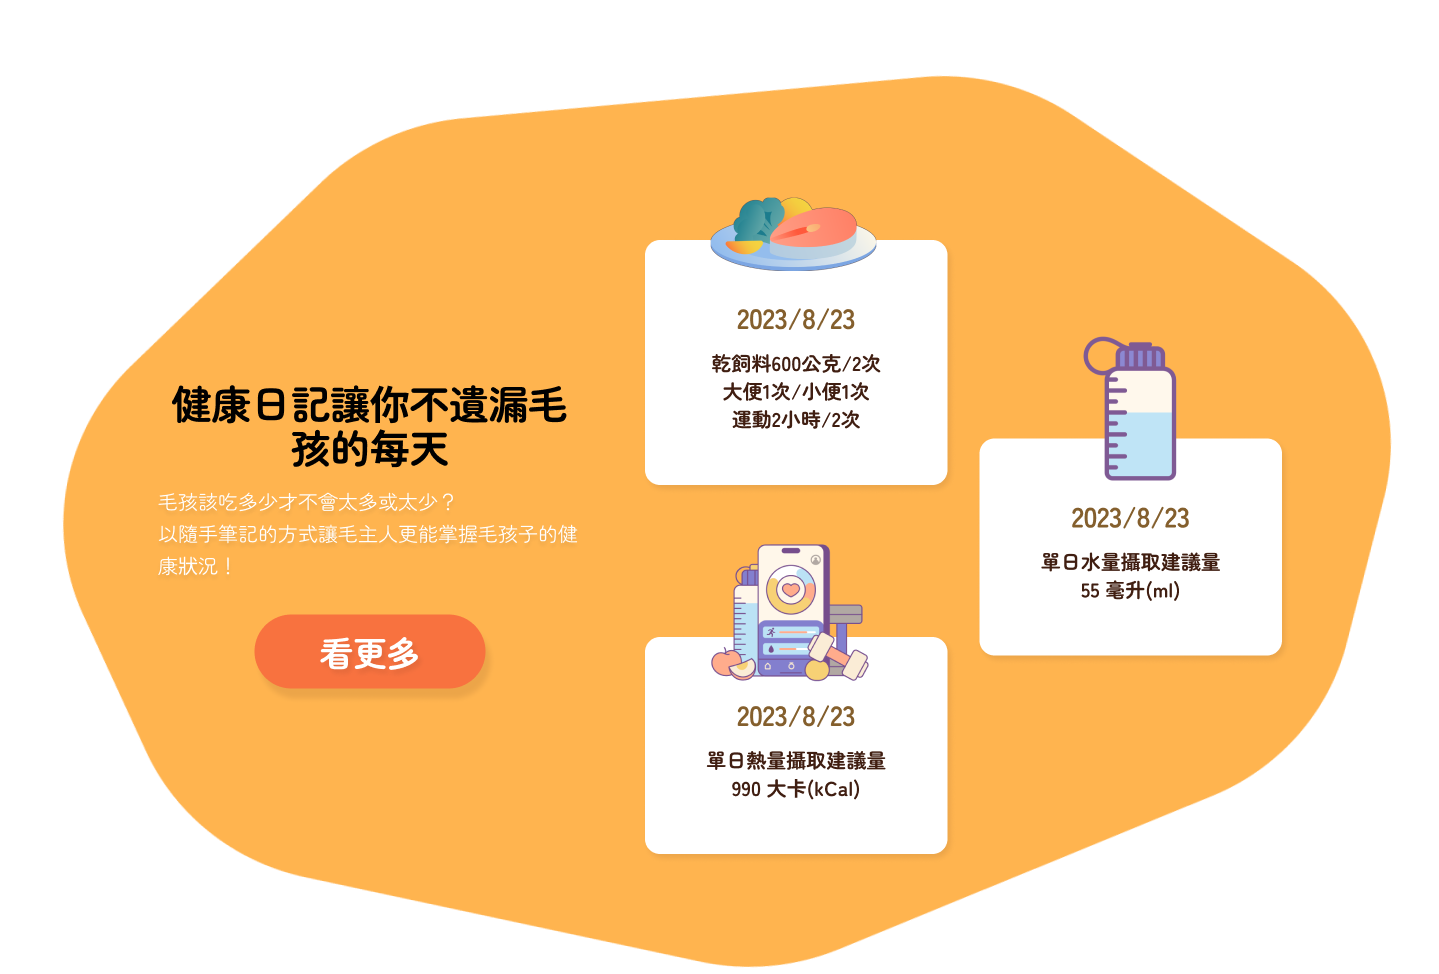 健康日記讓你不遺漏毛
孩的每天
毛孩該吃多少才不會太多或太少？
以隨手筆記的方式讓毛主人更能掌握毛孩子的健
康狀況！
看更多
2023/8/23
乾飼料600公克/2次
大便1次/小便1次
運動2小時/2次
2023/8/23
單日水量攝取建議量
55 毫升(ml)
2023/8/23
單日熱量攝取建議量
990 大卡(kCal)